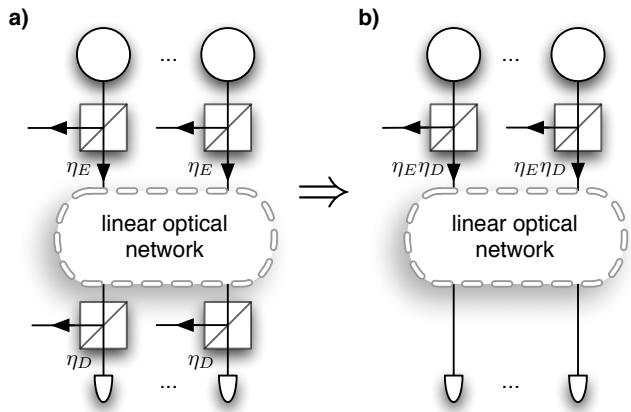 a)
b)
... ...
η_E η_E η_Eη_D η_Eη_D
⇒
linear optical
network
linear optical
network
η_D η_D
... ...